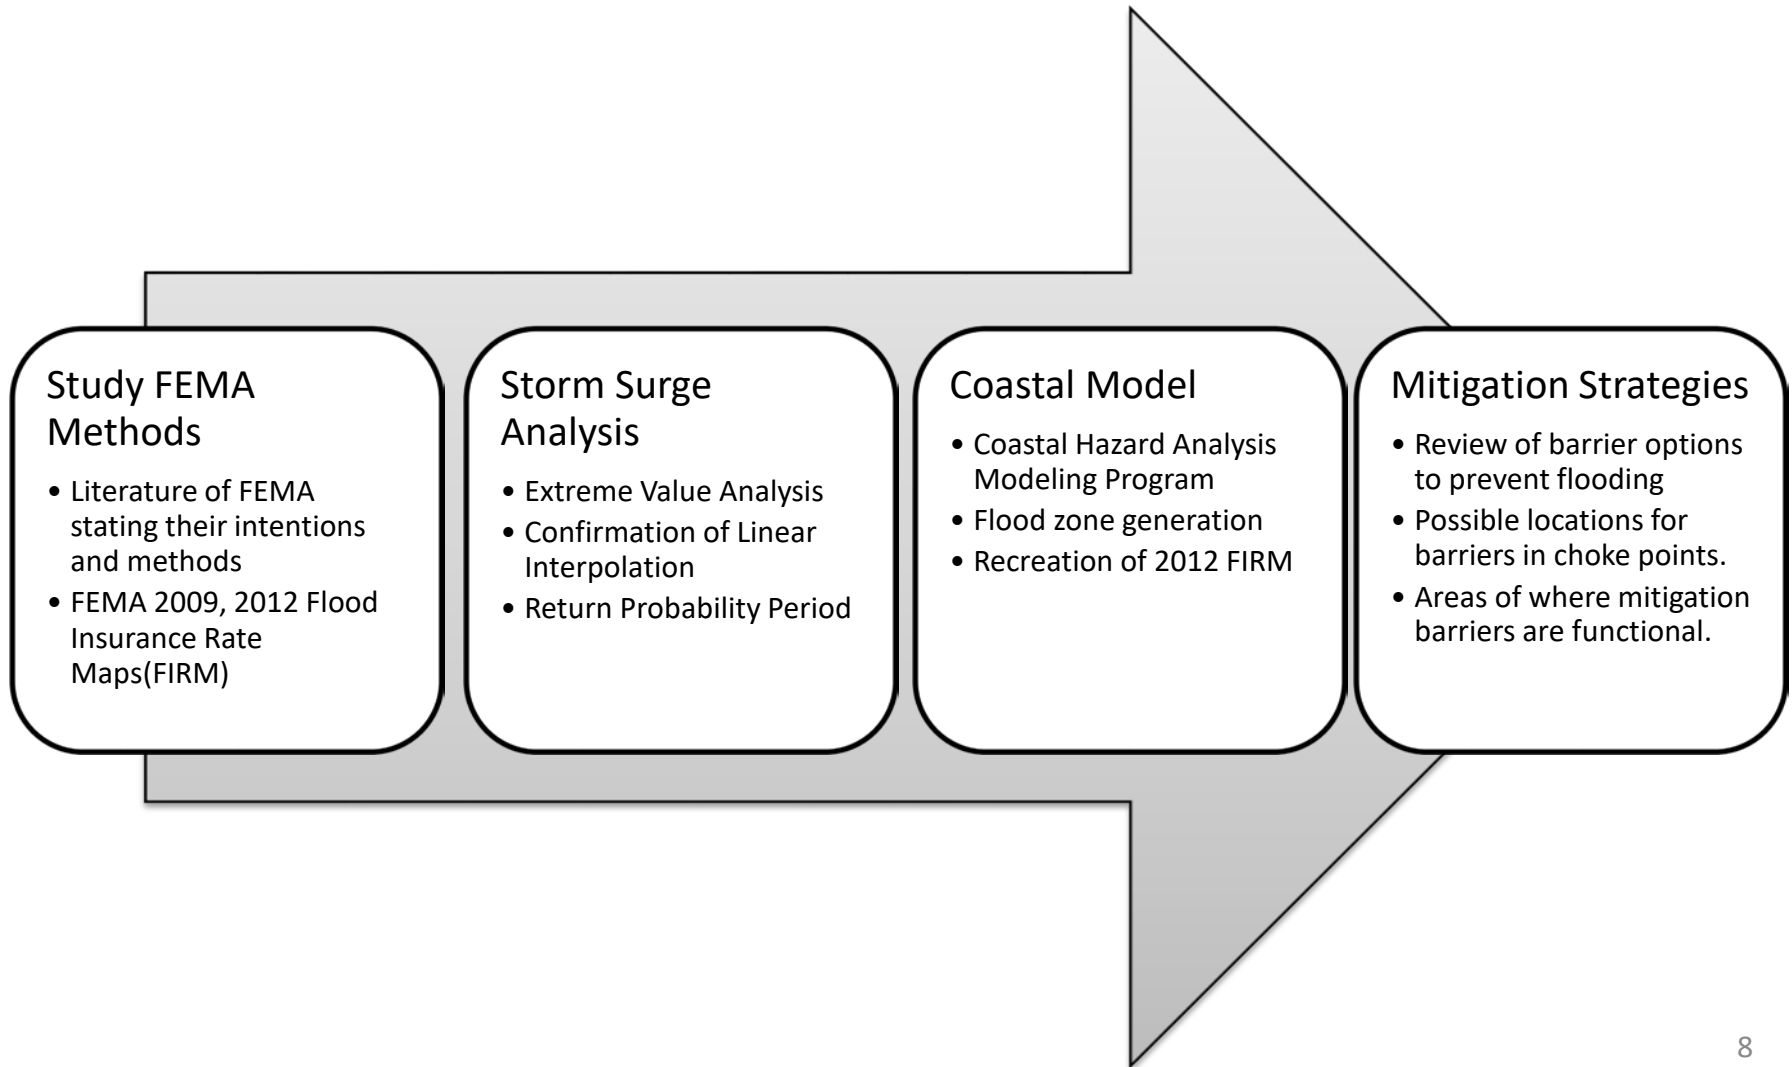 Study FEMA
Methods
• Literature of FEMA
stating their intentions
and methods
• FEMA 2009, 2012 Flood
Insurance Rate
Maps(FIRM)
Storm Surge
Analysis
• Extreme Value Analysis
• Confirmation of Linear
Interpolation
• Return Probability Period
Coastal Model
• Coastal Hazard Analysis
Modeling Program
• Flood zone generation
• Recreation of 2012 FIRM
Mitigation Strategies
• Review of barrier options
to prevent flooding
• Possible locations for
barriers in choke points.
• Areas of where mitigation
barriers are functional.
8